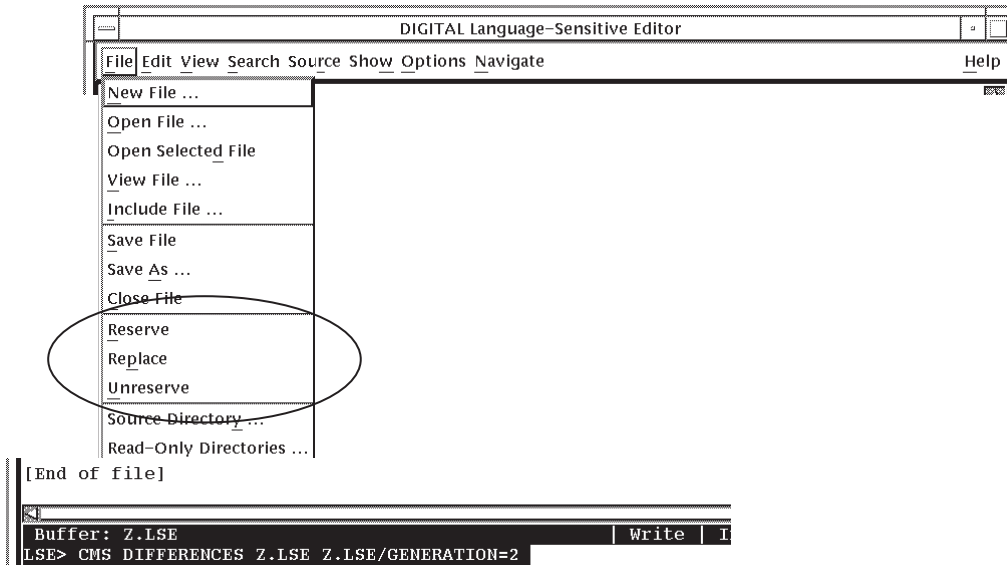 DIGITAL Language-Sensitive Editor
File Edit View Search Source Show Options Navigate Help
New File ...
Open File ...
Open Selected File
View File ...
Include File ...
Save File
Save As ...
Close File
Reserve
Replace
Unreserve
Source Directory ...
Read-Only Directories ...
[End of file]
Buffer: Z.LSE | Write |
LSE> CMS DIFFERENCES Z.LSE Z.LSE/GENERATION=2